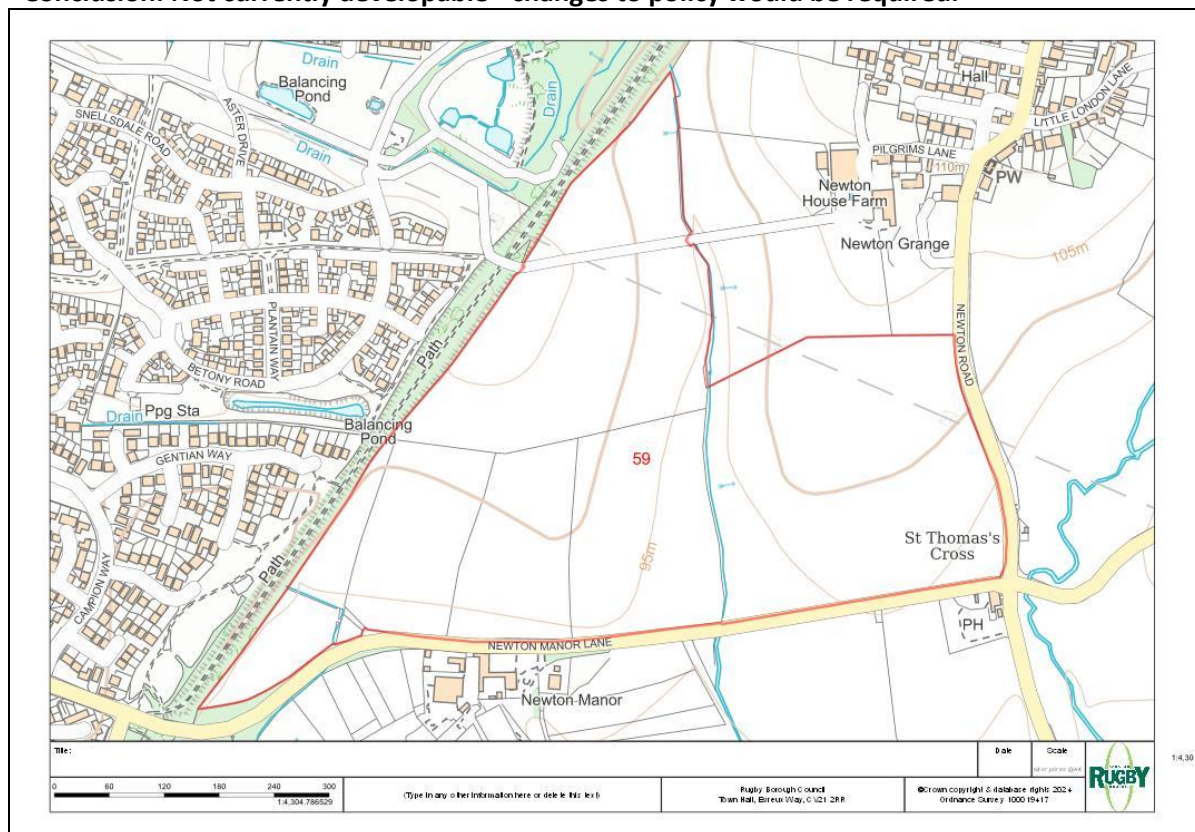 Conclusion: Not currently developable - changes to policy would be required.
Drain
Balancing
Pond
Hall
SNELLSDALE ROAD
ASTER DRIVE
Drain
Drain
LITTLE LONDON LANE
PILGRIMS LANE
110m
PW
Newton
House Farm
Newton Grange
105m
PLANTAIN WAY
NEWTON ROAD
BETONY ROAD
Path
Drain
Ppg Sta
Balancing
Pond
GENTIAN WAY
59
95m
St Thomas's
Cross
CAMPION WAY
Path
PH
NEWTON MANOR LANE
Newton Manor
Title:
Date
Scale
1:4,30
RUGBY
0 60 120 180 240 300
1:4,304.786529
(Type in any other information here or delete this text)
Rugby Borough Council
Town Hall, Evreux Way, CV21 2RR
©Crown copyright & database rights 2024
Ordnance Survey 100019417